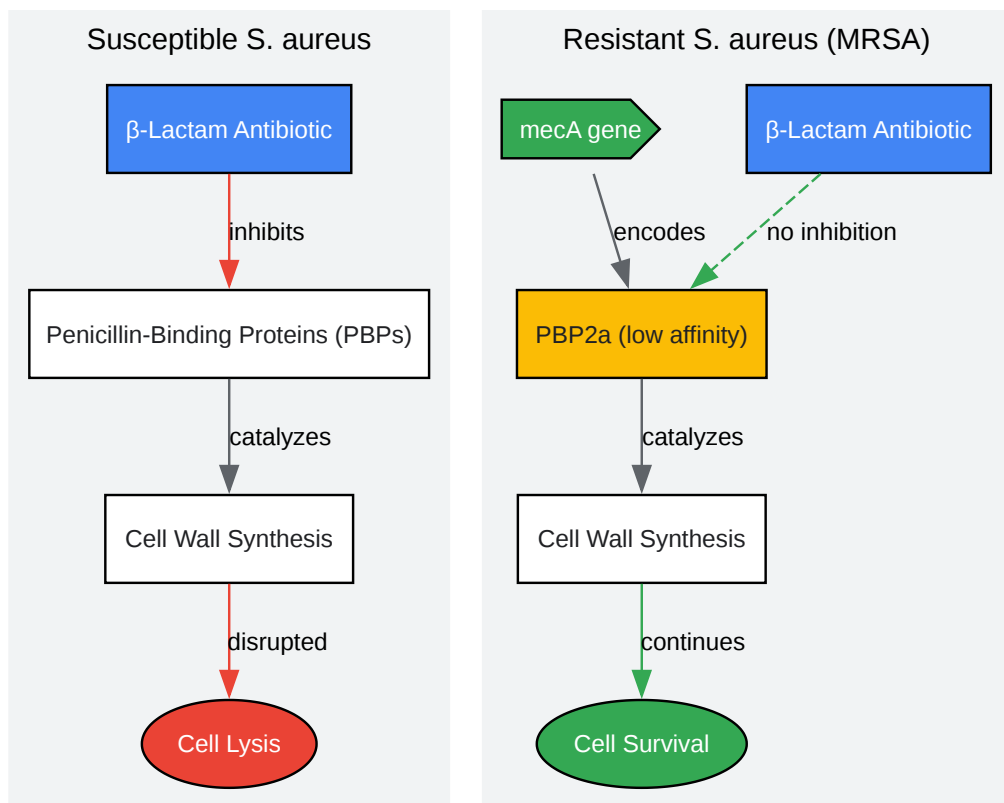 Susceptible S. aureus
β-Lactam Antibiotic
inhibits
Penicillin-Binding Proteins (PBPs)
catalyzes
Cell Wall Synthesis
disrupted
Cell Lysis
Resistant S. aureus (MRSA)
mecA gene
β-Lactam Antibiotic
encodes
no inhibition
PBP2a (low affinity)
catalyzes
Cell Wall Synthesis
continues
Cell Survival